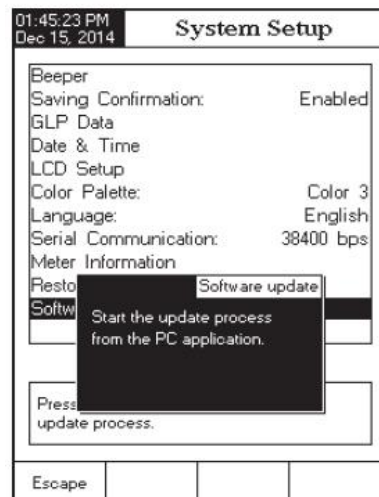 01:45:23 PM
Dec 15, 2014
System Setup
Beeper
Saving Confirmation: Enabled
GLP Data
Date & Time
LCD Setup
Color Palette: Color 3
Language: English
Serial Communication: 38400 bps
Meter Information
Resto
Softw
Software update
Start the update process
from the PC application.
Press
update process.
Escape